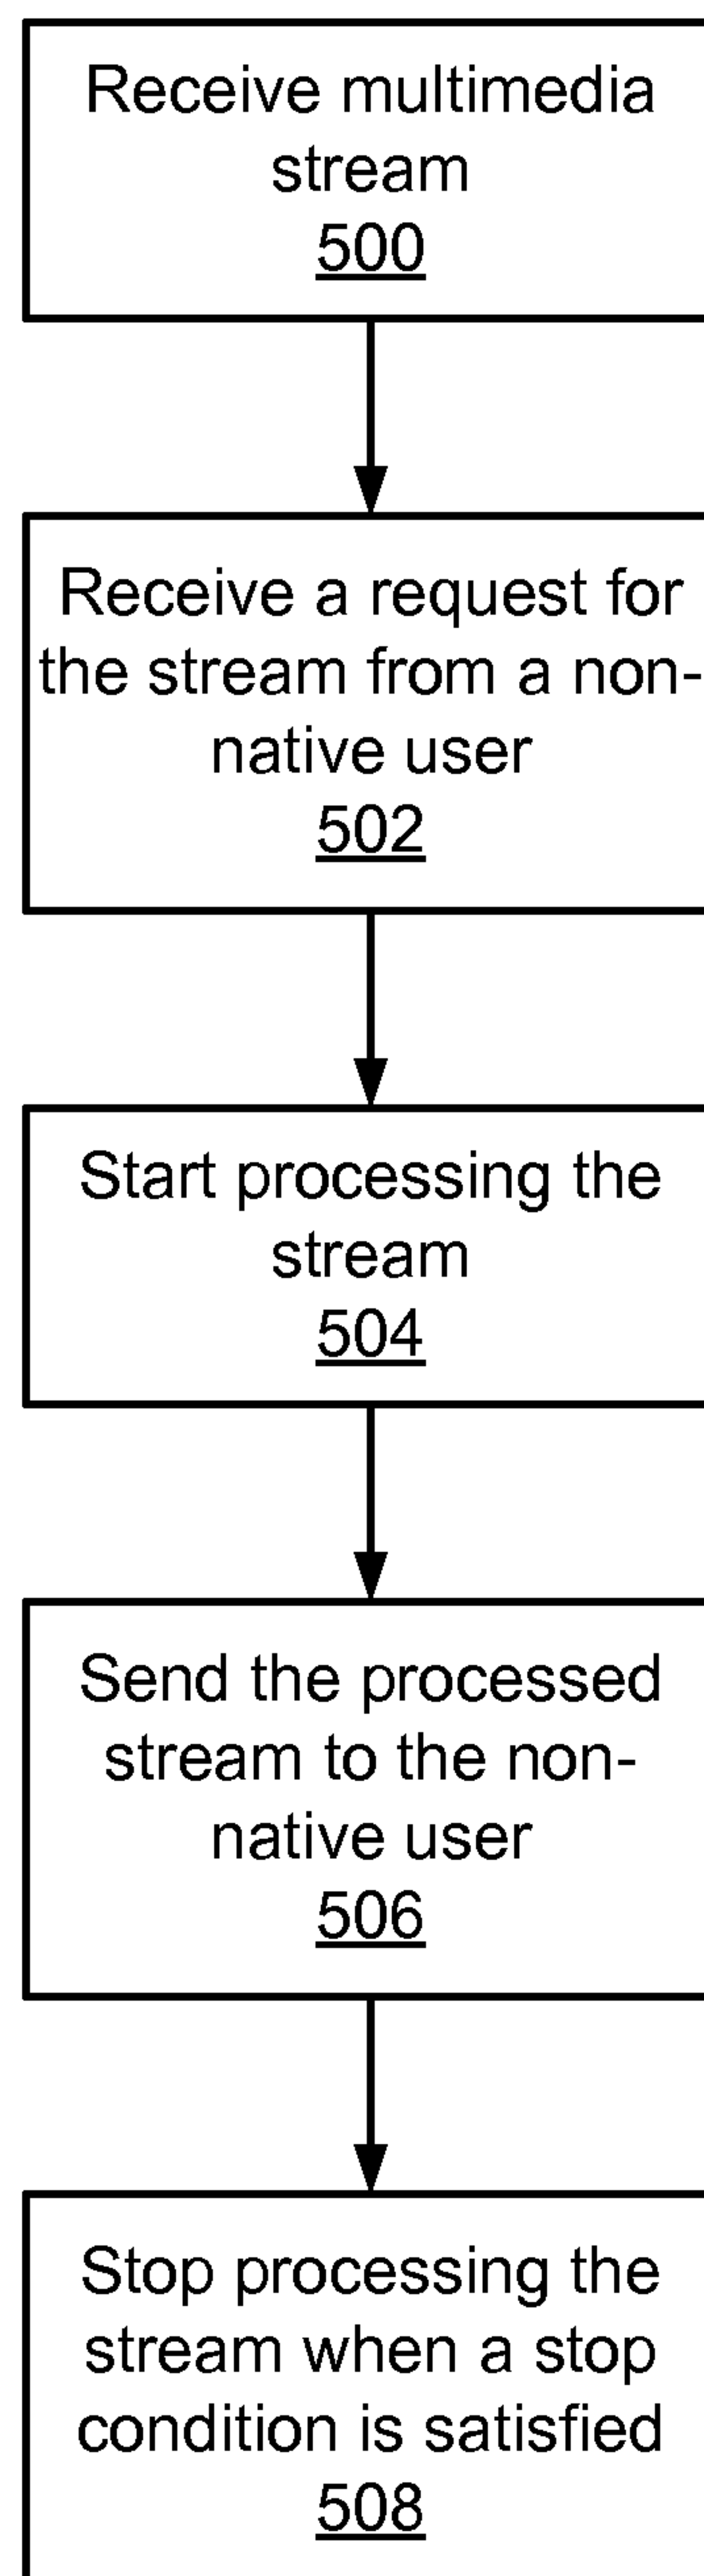 Receive multimedia
stream
500
Receive a request for
the stream from a non-
native user
502
Start processing the
stream
504
Send the processed
stream to the non-
native user
506
Stop processing the
stream when a stop
condition is satisfied
508